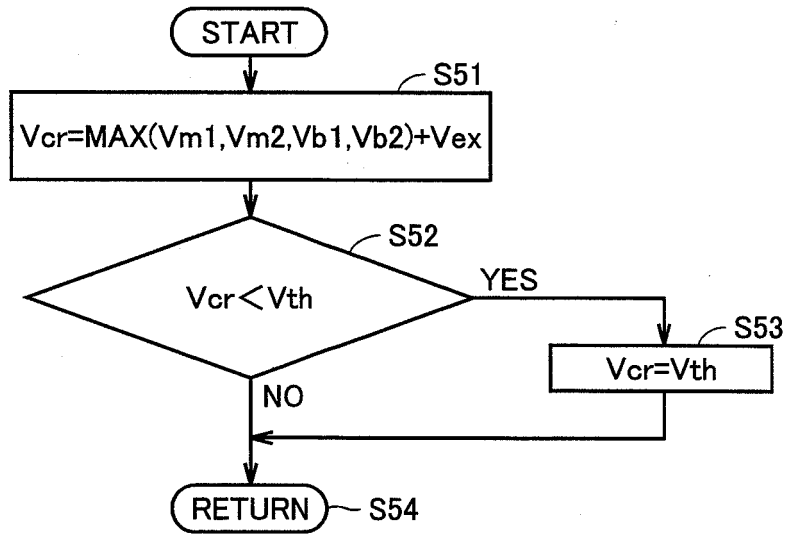 START
S51
Vcr=MAX(Vm1,Vm2,Vb1,Vb2)+Vex
S52
Vcr<Vth
YES
S53
Vcr=Vth
NO
RETURN
S54